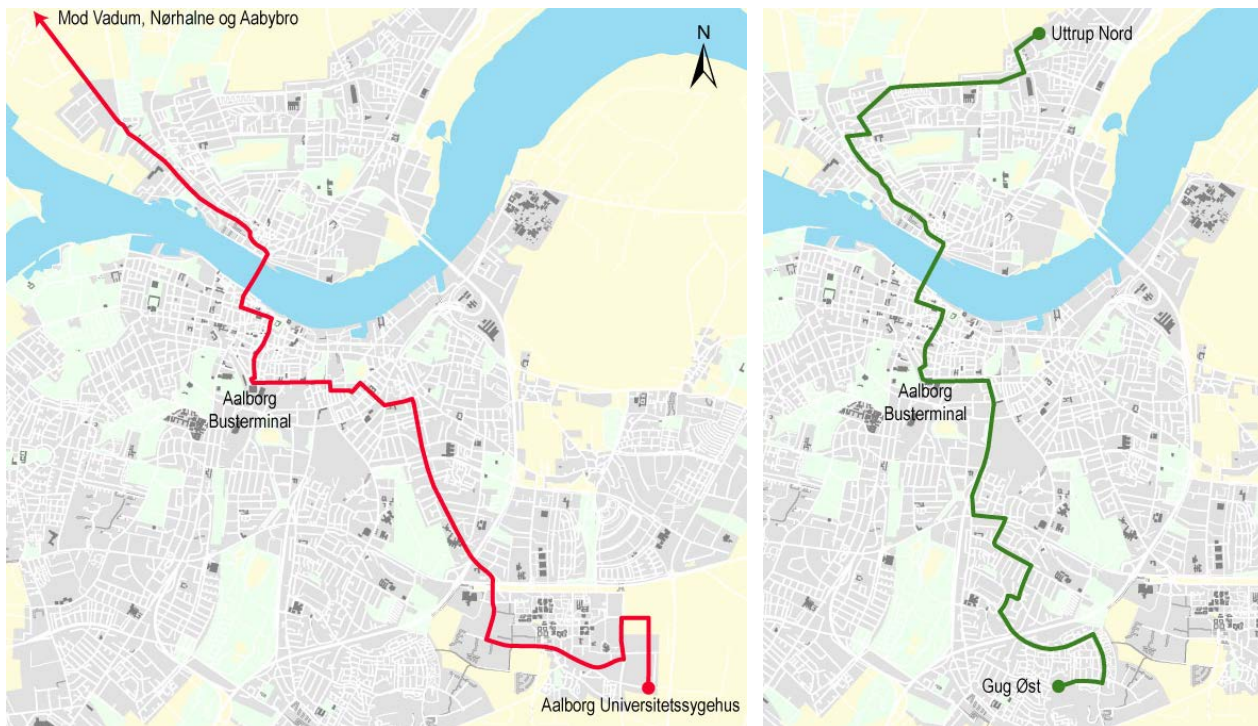 Mod Vadum, Nørhalne og Aabybro
N
Aalborg
Busterminal
Aalborg Universitetssygehus
Uttrup Nord
Aalborg
Busterminal
Gug Øst